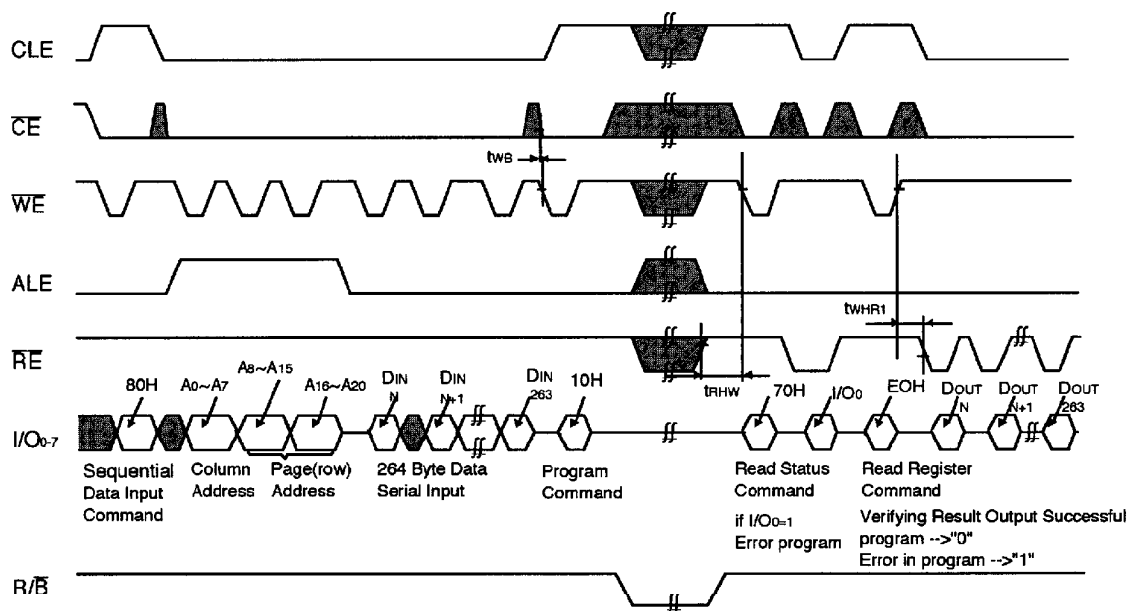 CLE
CE
tWB
WE
ALE
tWHR1
RE
tRHW
80H
A0~A7
A8~A15
A16~A20
DIN N
DIN N+1
DIN 263
10H
70H
I/O0
EOH
DOUT N
DOUT N+1
DOUT 263
I/O0-7
Sequential Data Input Command
Column Address
Page(row) Address
264 Byte Data Serial Input
Program Command
Read Status Command
Read Register Command
if I/O0=1
Error program
Verifying Result Output Successful
program -->"0"
Error in program -->"1"
R/B